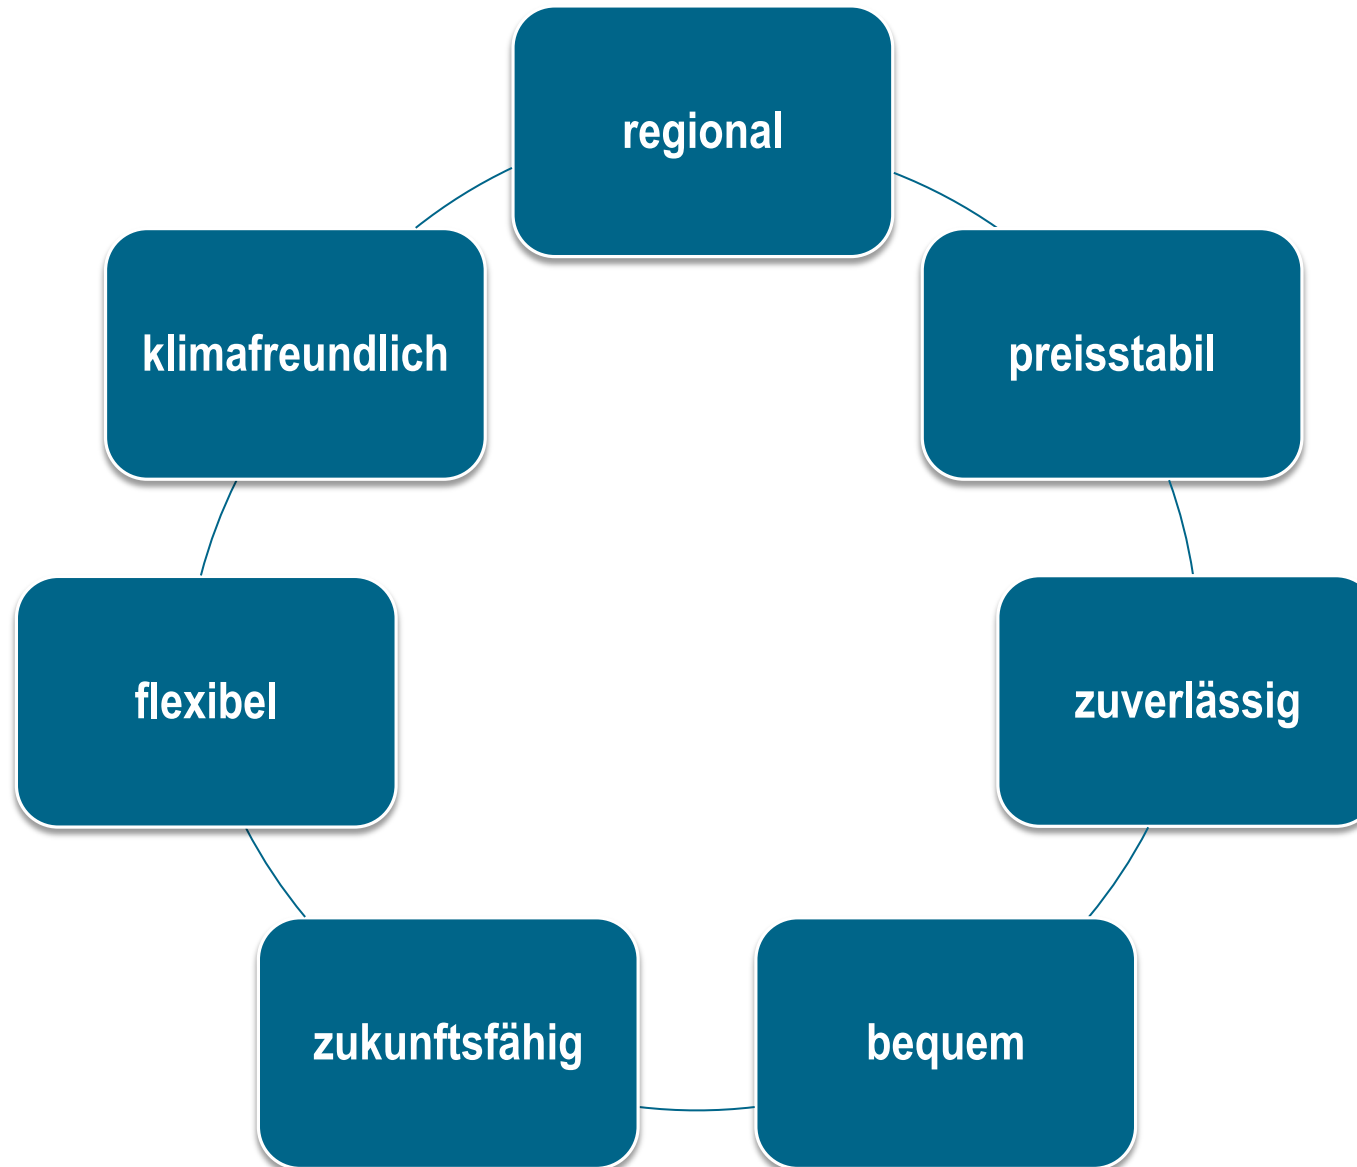 regional
preisstabil
zuverlässig
bequem
zukunftsfähig
flexibel
klimafreundlich